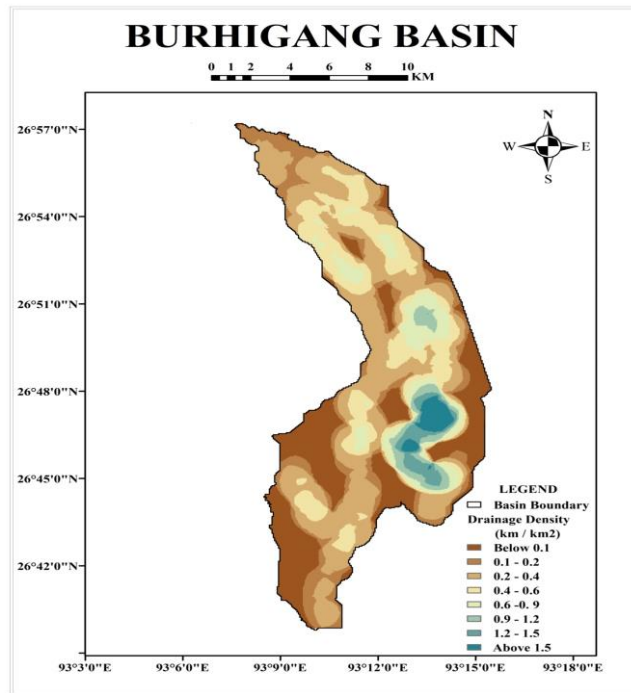 BURHIGANG BASIN
0 1 2 4 6 8 10
KM
N
W E
S
26°57'0"N
26°54'0"N
26°51'0"N
26°48'0"N
26°45'0"N
26°42'0"N
LEGEND
Basin Boundary
Drainage Density
(km / km2)
Below 0.1
0.1 - 0.2
0.2 - 0.4
0.4 - 0.6
0.6 -0. 9
0.9 - 1.2
1.2 - 1.5
Above 1.5
93°3'0"E 93°6'0"E 93°9'0"E 93°12'0"E 93°15'0"E 93°18'0"E